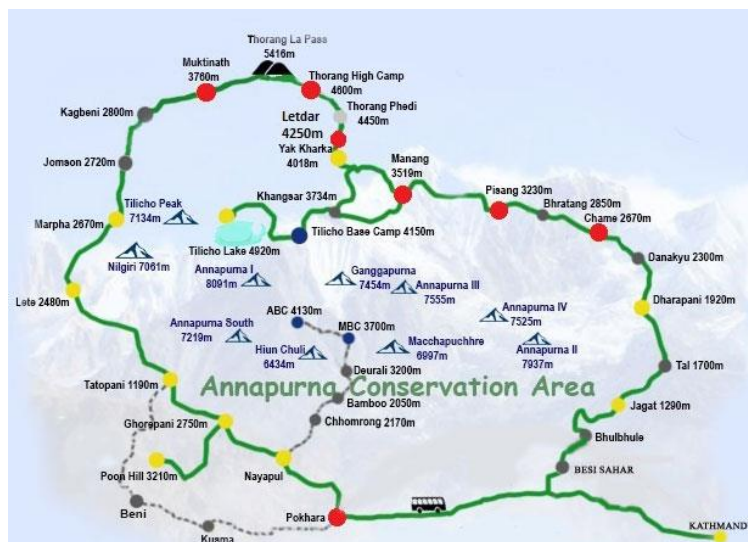 Thorang La Pass
5416m
Muktinath
3760m
Thorang High Camp
4600m
Kagbeni 2800m
Thorang Phedi
4450m
Letdar
4250m
Yak Kharka
4018m
Jomson 2720m
Manang
3519m
Pisang 3230m
Bhratang 2850m
Chame 2670m
Khangsar 3734m
Tilicho Peak
7134m
Marpha 2670m
Tilicho Base Camp 4150m
Tilicho Lake 4920m
Danakyu 2300m
Nilgiri 7061m
Annapurna I
8091m
Ganggapurna
7454m
Annapurna III
7555m
Lete 2480m
Dharapani 1920m
ABC 4130m
Annapurna IV
7525m
Annapurna South
7219m
MBC 3700m
Hiun Chuli
6434m
Macchapuchhre
6997m
Annapurna II
7937m
Tal 1700m
Deurali 3200m
Tatopani 1190m
Annapurna Conservation Area
Bamboo 2050m
Jagat 1290m
Ghorepani 2750m
Chhomrong 2170m
Bhulbhule
Poon Hill 3210m
Nayapul
BESI SAHAR
Beni
Pokhara
Kusma
KATHMAND